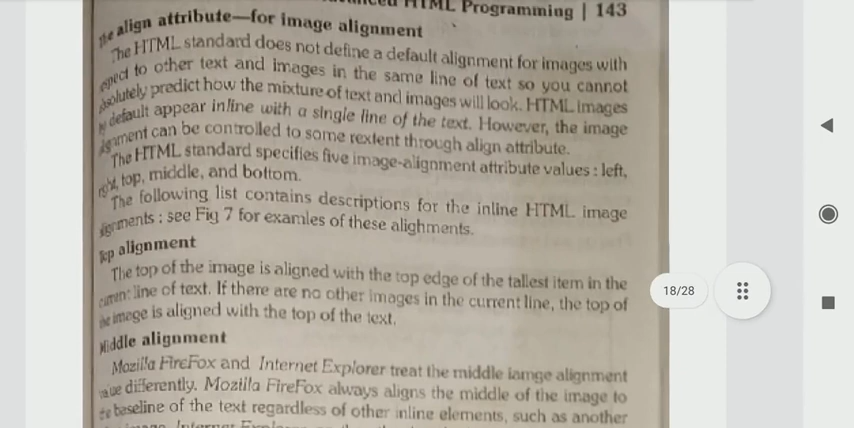 HTML Programming | 143
the align attribute—for image alignment
The HTML standard does not define a default alignment for images with
to other text and images in the same line of text so you cannot
predict how the mixture of text and images will look. HTML images
default appear inline with a single line of the text. However, the image
can be controlled to some rextent through align attribute.
The HTML standard specifies five image-alignment attribute values : left,
right, top, middle, and bottom.
The following list contains descriptions for the inline HTML image
: see Fig 7 for examles of these alighments.
Top alignment
The top of the image is aligned with the top edge of the tallest item in the
current line of text. If there are no other images in the current line, the top of
the image is aligned with the top of the text.
Middle alignment
Mozilla FireFox and Internet Explorer treat the middle iamge alignment
value differently. Mozilla FireFox always aligns the middle of the image to
the baseline of the text regardless of other inline elements, such as another
Internet
18/28